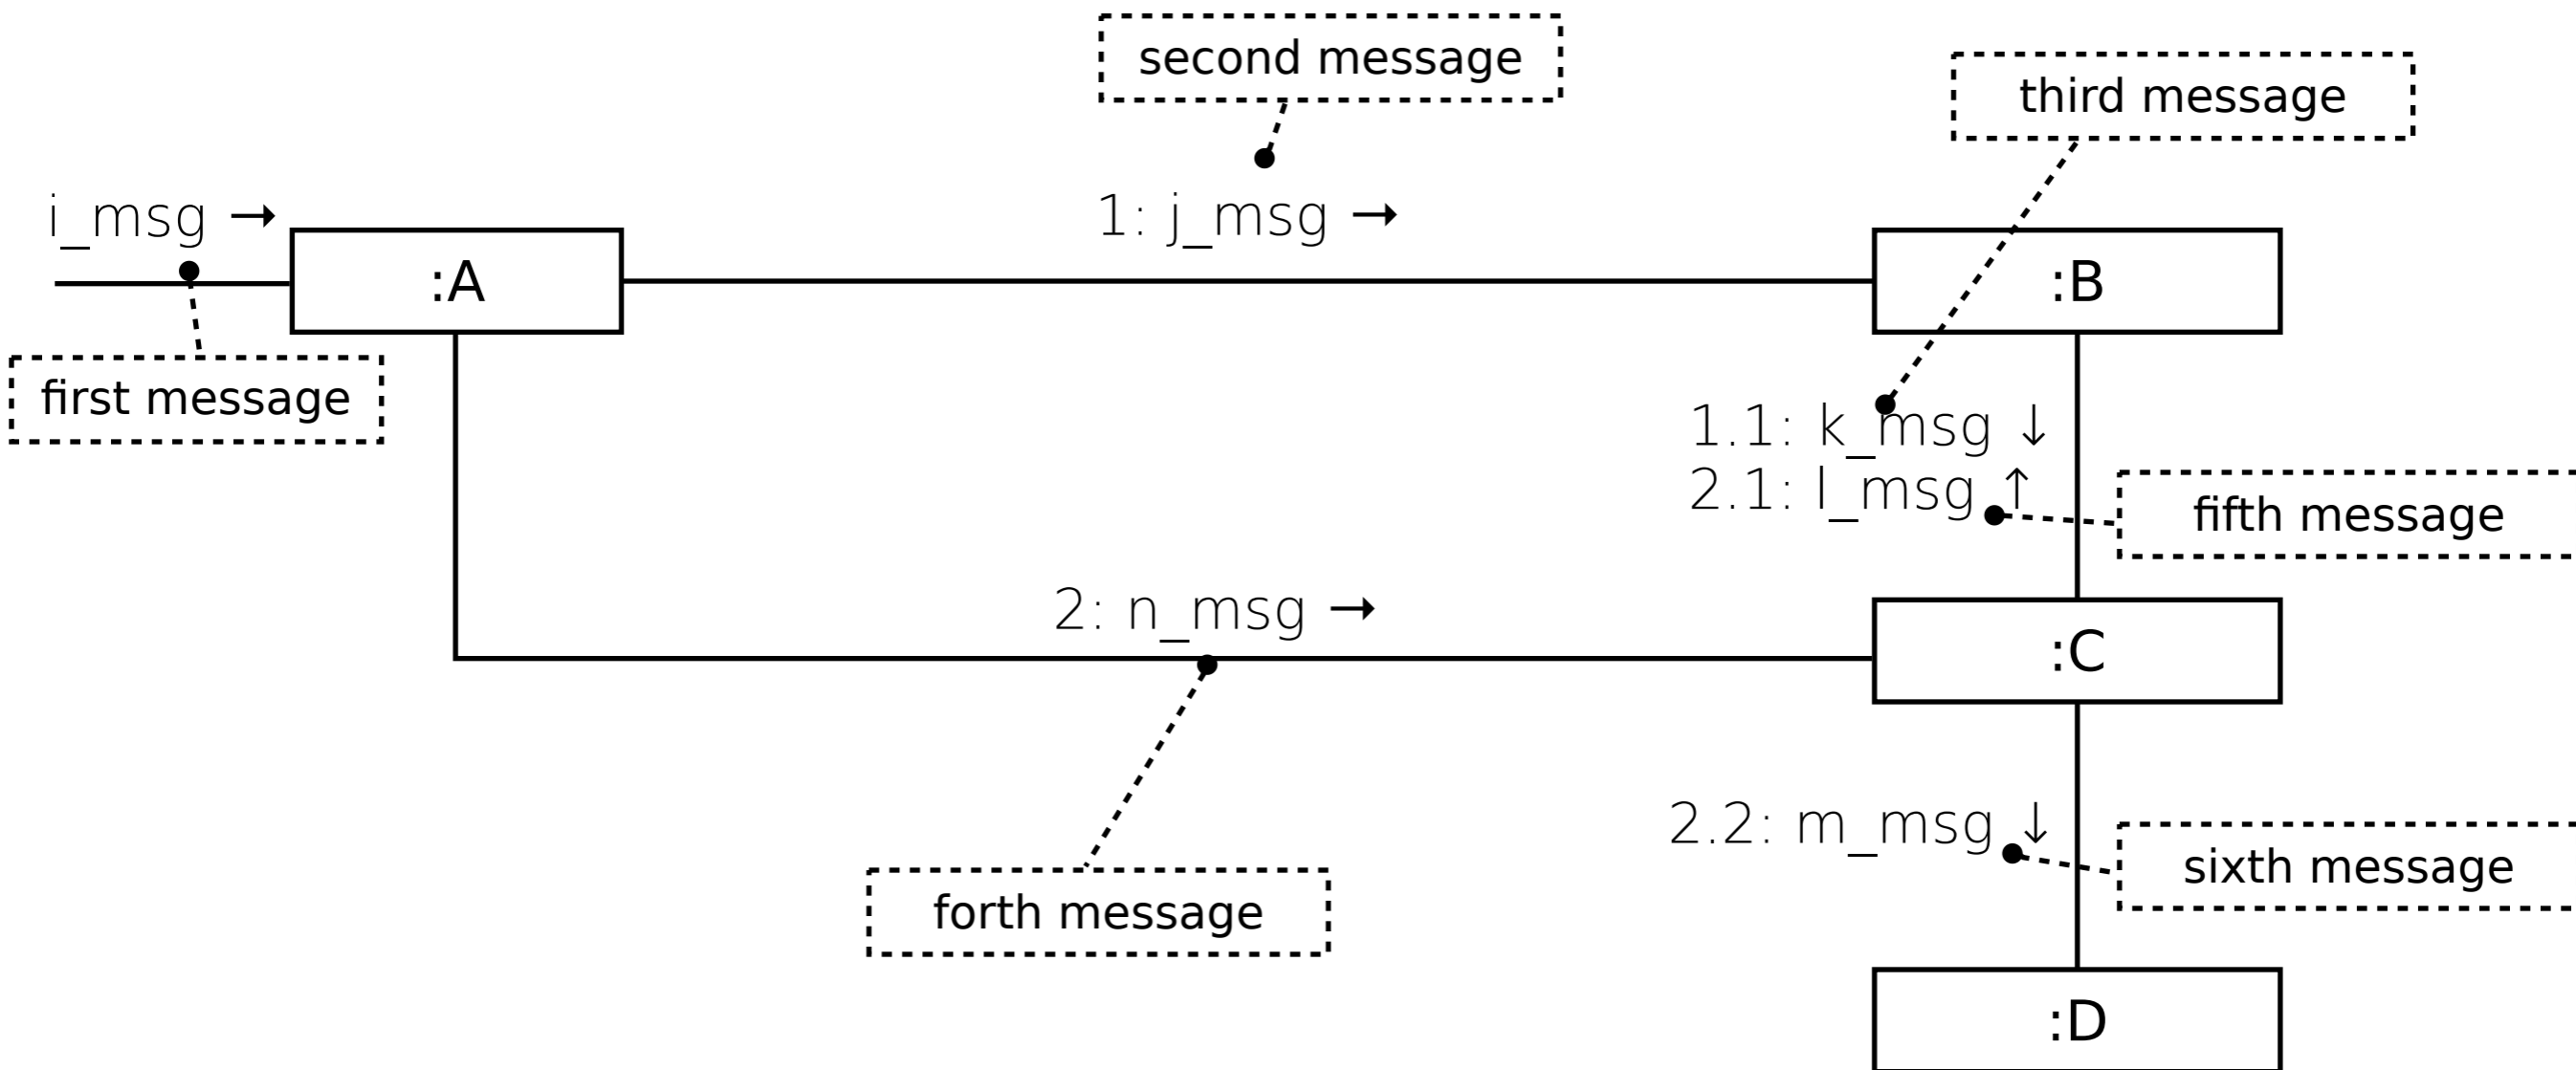 second message
third message
i_msg →
1: j_msg →
:A
:B
first message
1.1: k_msg ↓
2.1: l_msg ↑
fifth message
2: n_msg →
:C
2.2: m_msg ↓
sixth message
forth message
:D